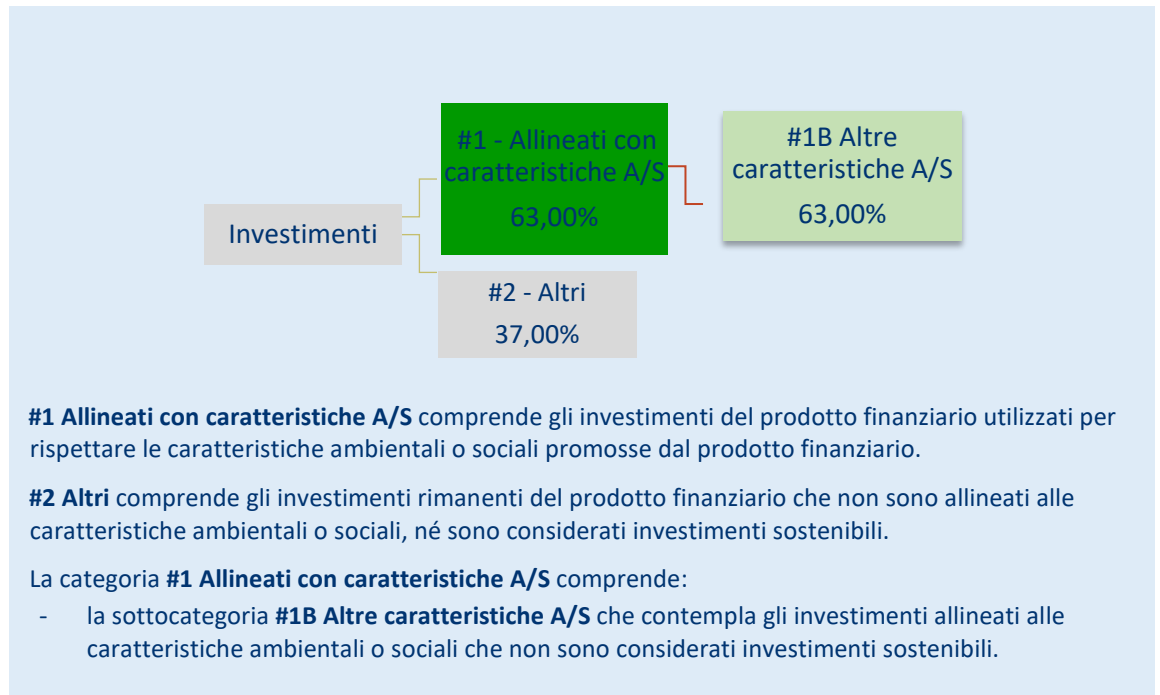 #1 - Allineati con
caratteristiche A/S
63,00%
#1B Altre
caratteristiche A/S
63,00%
Investimenti
#2 - Altri
37,00%
#1 Allineati con caratteristiche A/S comprende gli investimenti del prodotto finanziario utilizzati per
rispettare le caratteristiche ambientali o sociali promosse dal prodotto finanziario.
#2 Altri comprende gli investimenti rimanenti del prodotto finanziario che non sono allineati alle
caratteristiche ambientali o sociali, né sono considerati investimenti sostenibili.
La categoria #1 Allineati con caratteristiche A/S comprende:
- la sottocategoria #1B Altre caratteristiche A/S che contempla gli investimenti allineati alle
caratteristiche ambientali o sociali che non sono considerati investimenti sostenibili.